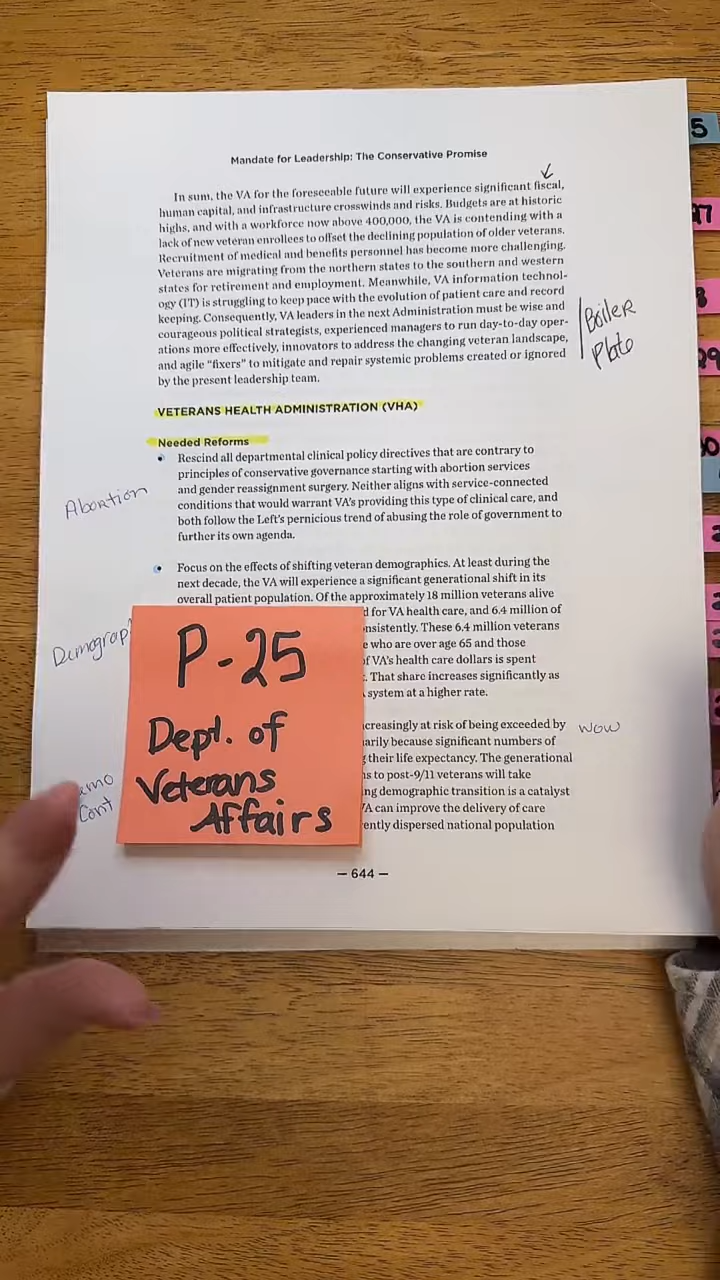 Mandate for Leadership: The Conservative Promise
In sum, the VA for the foreseeable future will experience significant fiscal,
human capital, and infrastructure crosswinds and risks. Budgets are at historic
highs, and with a workforce now above 400,000, the VA is contending with a
lack of new veteran enrollees to offset the declining population of older veterans.
Recruitment of medical and benefits personnel has become more challenging.
Veterans are migrating from the northern states to the southern and western
states for retirement and employment. Meanwhile, VA information technol-
ogy (IT) is struggling to keep pace with the evolution of patient care and record
keeping. Consequently, VA leaders in the next Administration must be wise and
courageous political strategists, experienced managers to run day-to-day oper-
ations more effectively, innovators to address the changing veteran landscape,
and agile “fixers” to mitigate and repair systemic problems created or ignored
by the present leadership team.
Boiler
Plate
VETERANS HEALTH ADMINISTRATION (VHA)
Needed Reforms
• Rescind all departmental clinical policy directives that are contrary to
principles of conservative governance starting with abortion services
and gender reassignment surgery. Neither aligns with service-connected
conditions that would warrant VA’s providing this type of clinical care, and
both follow the Left’s pernicious trend of abusing the role of government to
further its own agenda.
Abortion
• Focus on the effects of shifting veteran demographics. At least during the
next decade, the VA will experience a significant generational shift in its
overall patient population. Of the approximately 18 million veterans alive
d for VA health care, and 6.4 million of
nsistently. These 6.4 million veterans
e who are over age 65 and those
of VA’s health care dollars is spent
. That share increases significantly as
system at a higher rate.
Demograp
creasingly at risk of being exceeded by
arily because significant numbers of
their life expectancy. The generational
s to post-9/11 veterans will take
ng demographic transition is a catalyst
A can improve the delivery of care
ently dispersed national population
wow
emo
Cont
P-25
Dept. of
Veterans
Affairs
— 644 —
5